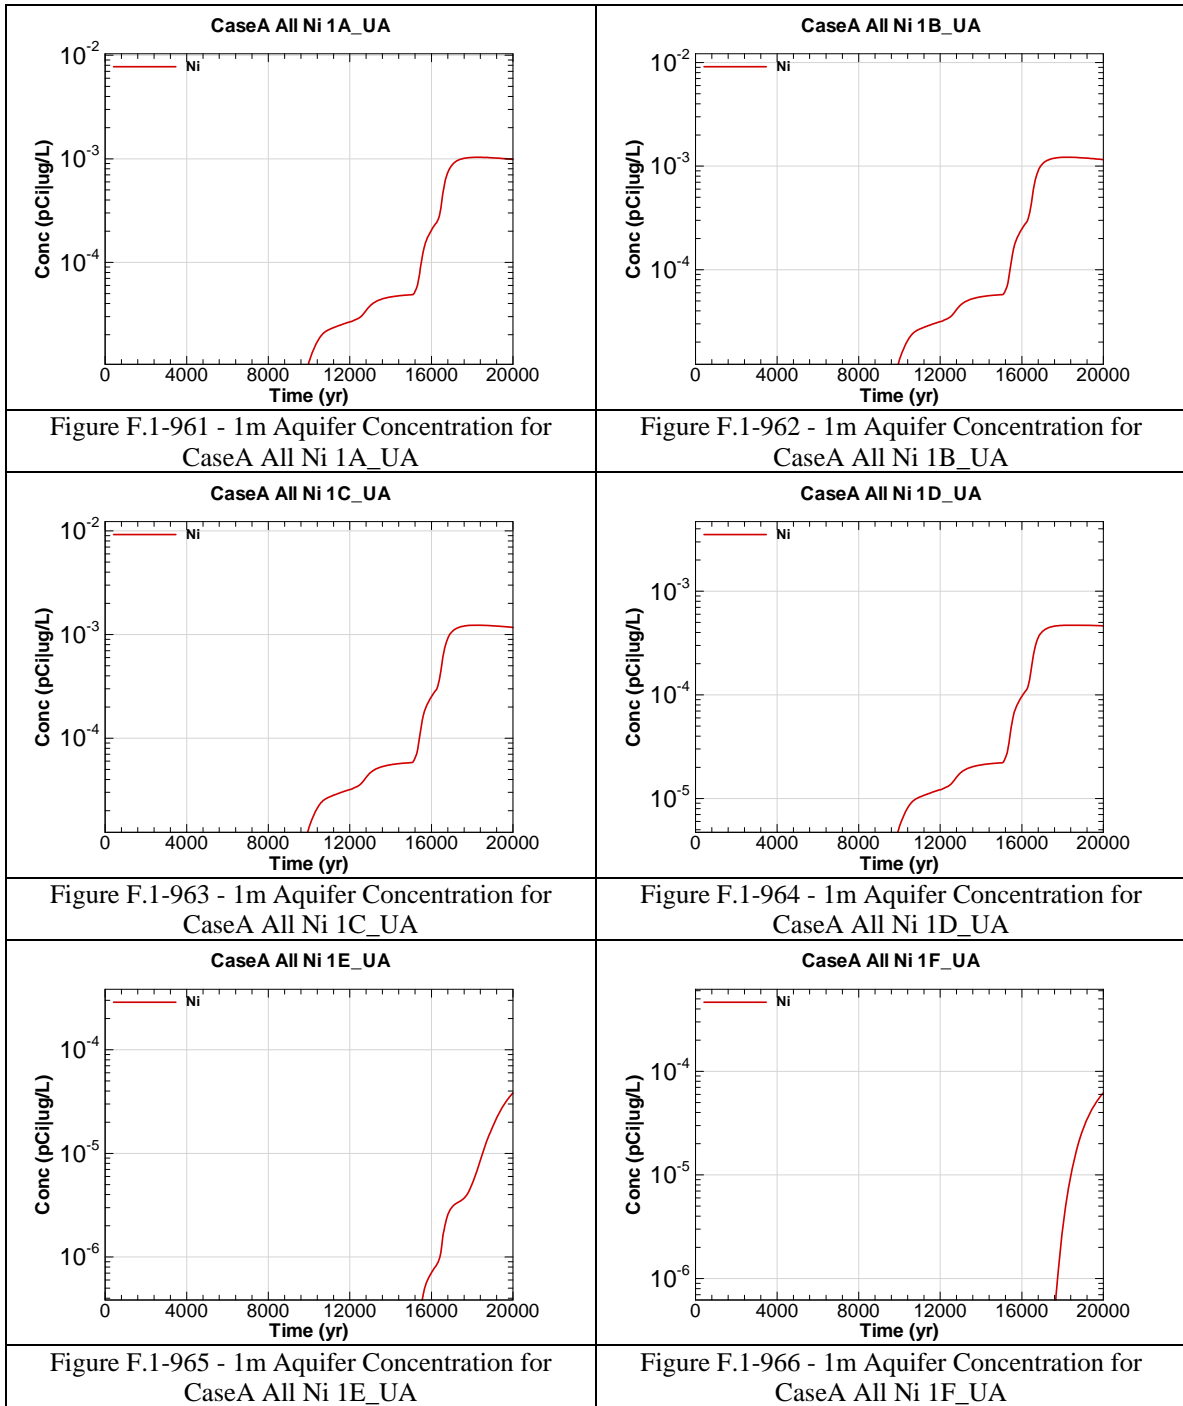 CaseA All Ni 1A_UA
Ni
Conc (pCi|ug/L)
10-2
10-3
10-4
0 4000 8000 12000 16000 20000
Time (yr)
Figure F.1-961 - 1m Aquifer Concentration for
CaseA All Ni 1A_UA
CaseA All Ni 1B_UA
Ni
Conc (pCi|ug/L)
10-2
10-3
10-4
0 4000 8000 12000 16000 20000
Time (yr)
Figure F.1-962 - 1m Aquifer Concentration for
CaseA All Ni 1B_UA
CaseA All Ni 1C_UA
Ni
Conc (pCi|ug/L)
10-2
10-3
10-4
0 4000 8000 12000 16000 20000
Time (yr)
Figure F.1-963 - 1m Aquifer Concentration for
CaseA All Ni 1C_UA
CaseA All Ni 1D_UA
Ni
Conc (pCi|ug/L)
10-3
10-4
10-5
0 4000 8000 12000 16000 20000
Time (yr)
Figure F.1-964 - 1m Aquifer Concentration for
CaseA All Ni 1D_UA
CaseA All Ni 1E_UA
Ni
Conc (pCi|ug/L)
10-4
10-5
10-6
0 4000 8000 12000 16000 20000
Time (yr)
Figure F.1-965 - 1m Aquifer Concentration for
CaseA All Ni 1E_UA
CaseA All Ni 1F_UA
Ni
Conc (pCi|ug/L)
10-4
10-5
10-6
0 4000 8000 12000 16000 20000
Time (yr)
Figure F.1-966 - 1m Aquifer Concentration for
CaseA All Ni 1F_UA